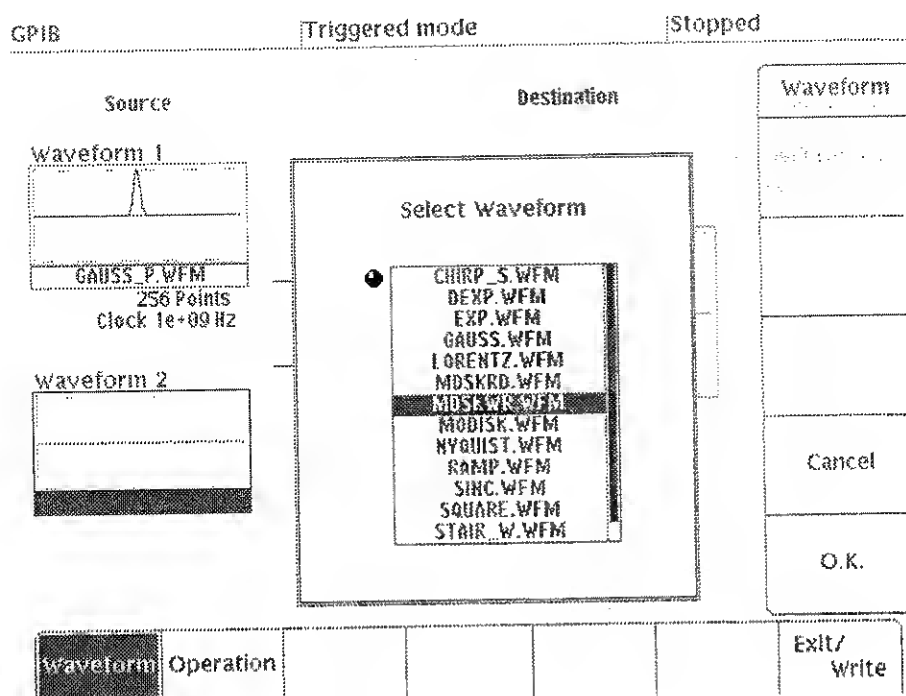 GPIB
Triggered mode
Stopped
Source
Destination
Waveform
Waveform 1
GAUSS_P.WFM
256 Points
Clock 1e+09 Hz
Waveform 2
Select Waveform
CHIRP_S.WFM
DEXP.WFM
EXP.WFM
GAUSS.WFM
LORENTZ.WFM
MDSKRD.WFM
MDSKWR.WFM
MODISK.WFM
NYQUIST.WFM
RAMP.WFM
SINC.WFM
SQUARE.WFM
STAIR_W.WFM
Cancel
O.K.
Waveform
Operation
Exit/
Write